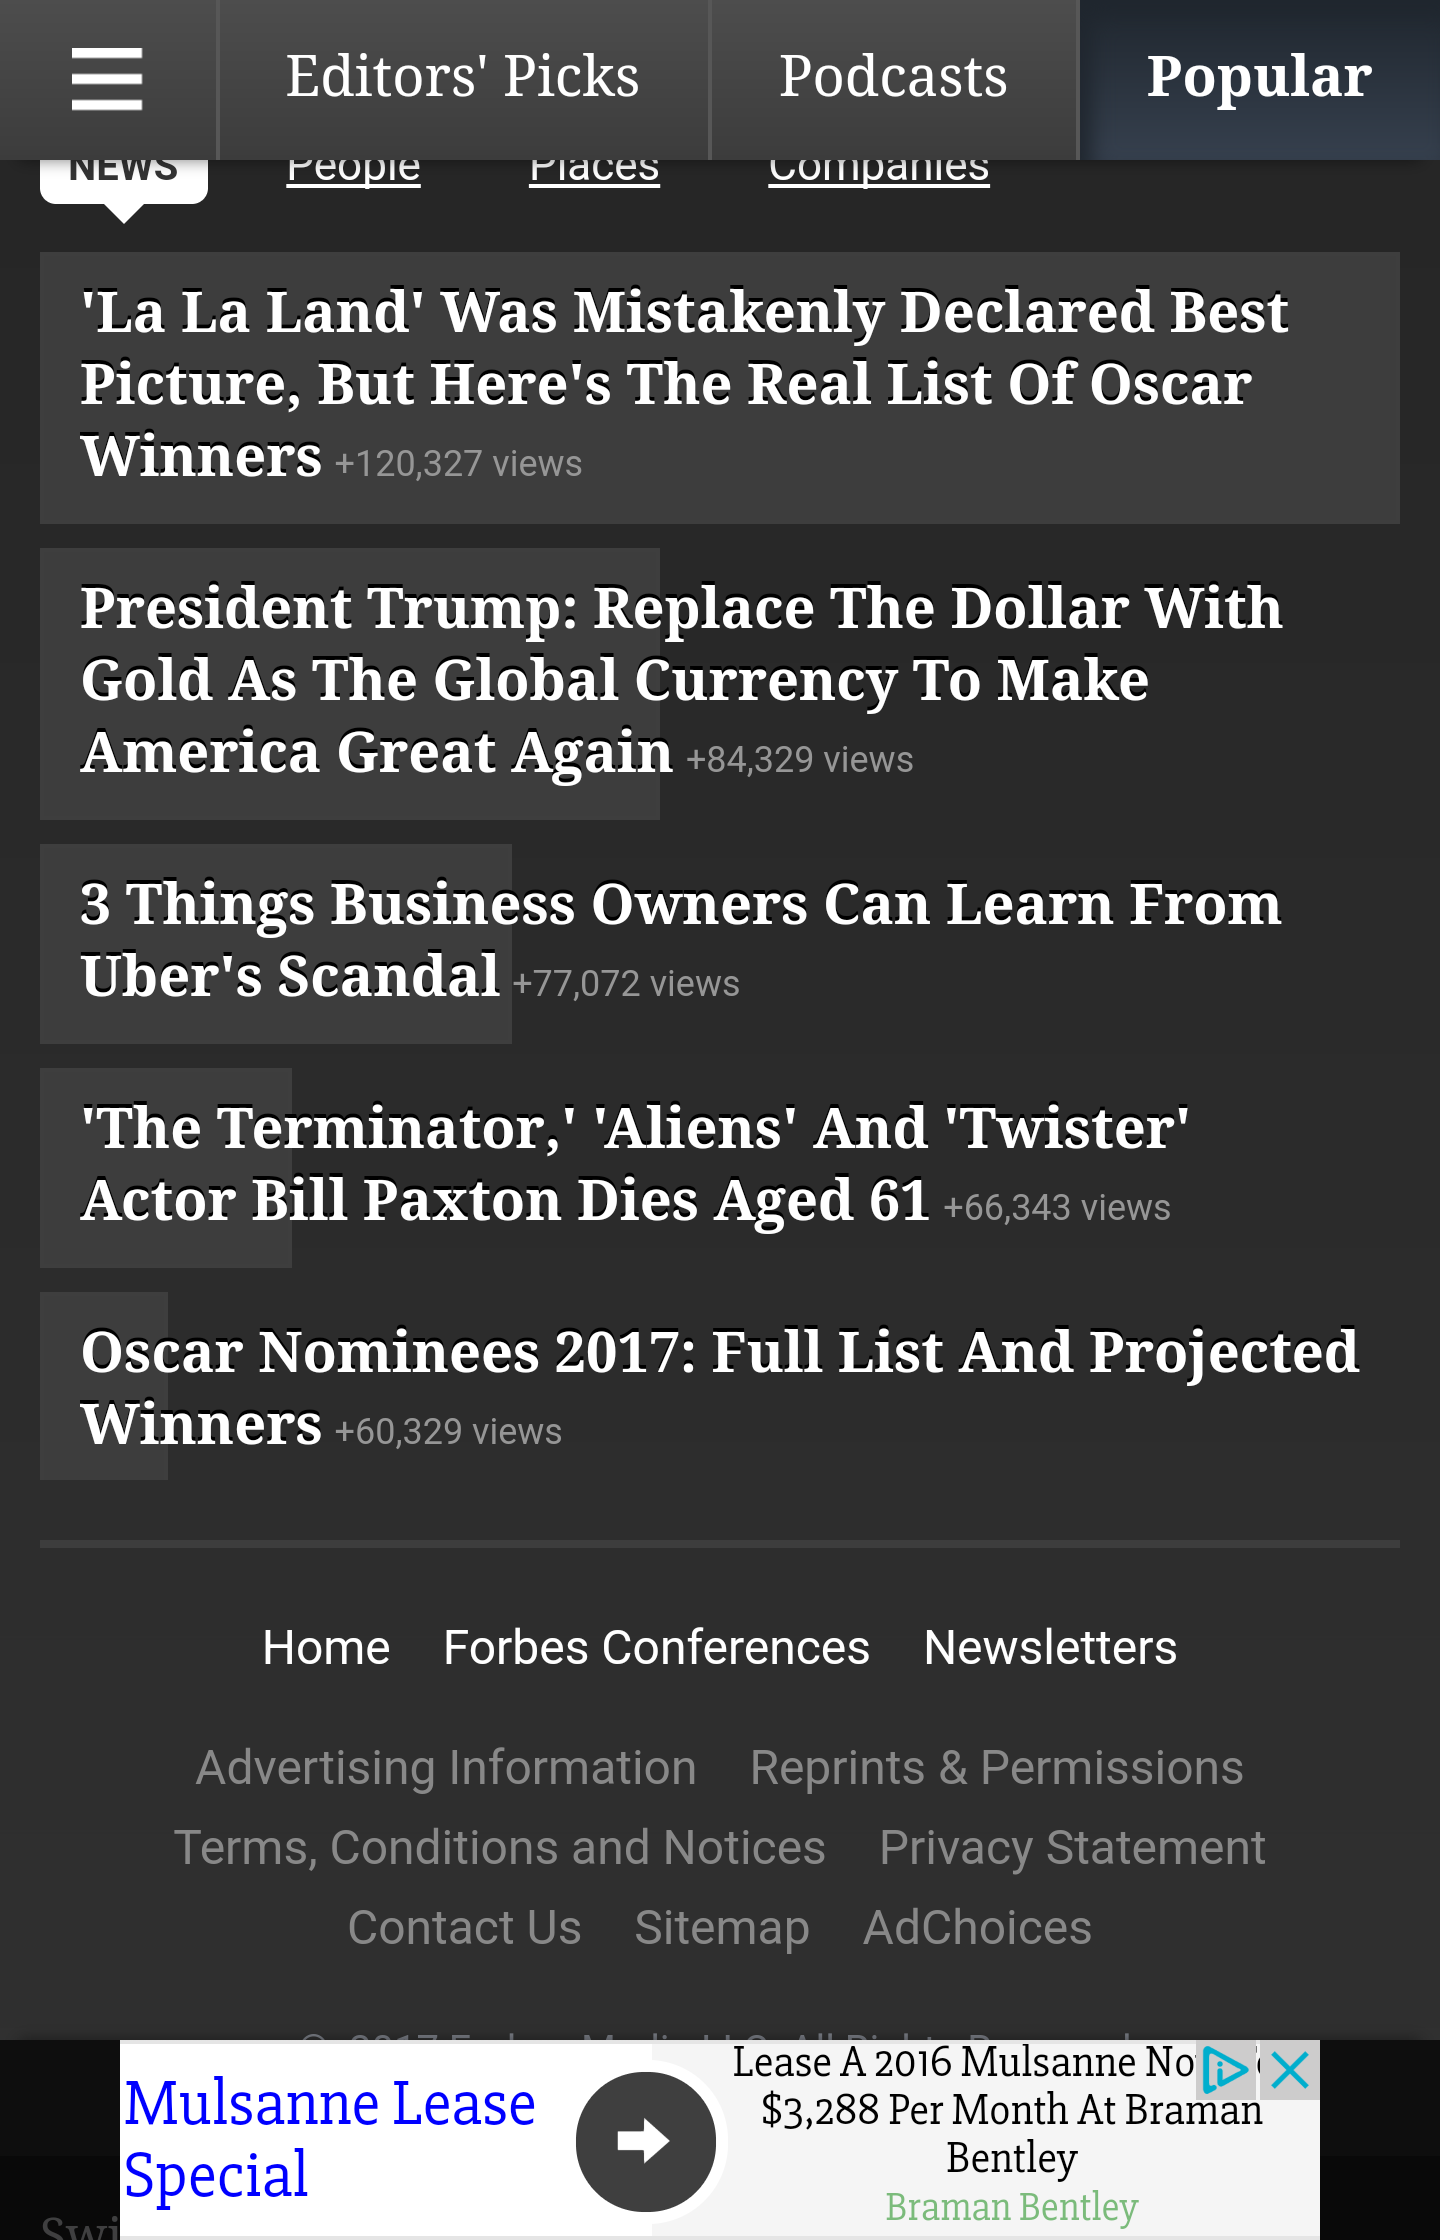 Editors' Picks
Podcasts
Popular
NEWS
People
Places
Companies
'La La Land' Was Mistakenly Declared Best
Picture, But Here's The Real List Of Oscar
Winners +120,327 views
President Trump: Replace The Dollar With
Gold As The Global Currency To Make
America Great Again +84,329 views
3 Things Business Owners Can Learn From
Uber's Scandal +77,072 views
'The Terminator,' 'Aliens' And 'Twister'
Actor Bill Paxton Dies Aged 61 +66,343 views
Oscar Nominees 2017: Full List And Projected
Winners +60,329 views
Home Forbes Conferences Newsletters
Advertising Information Reprints & Permissions
Terms, Conditions and Notices Privacy Statement
Contact Us Sitemap AdChoices
Mulsanne Lease
Special
Lease A 2016 Mulsanne
$3,288 Per Month At Braman
Bentley
Braman Bentley